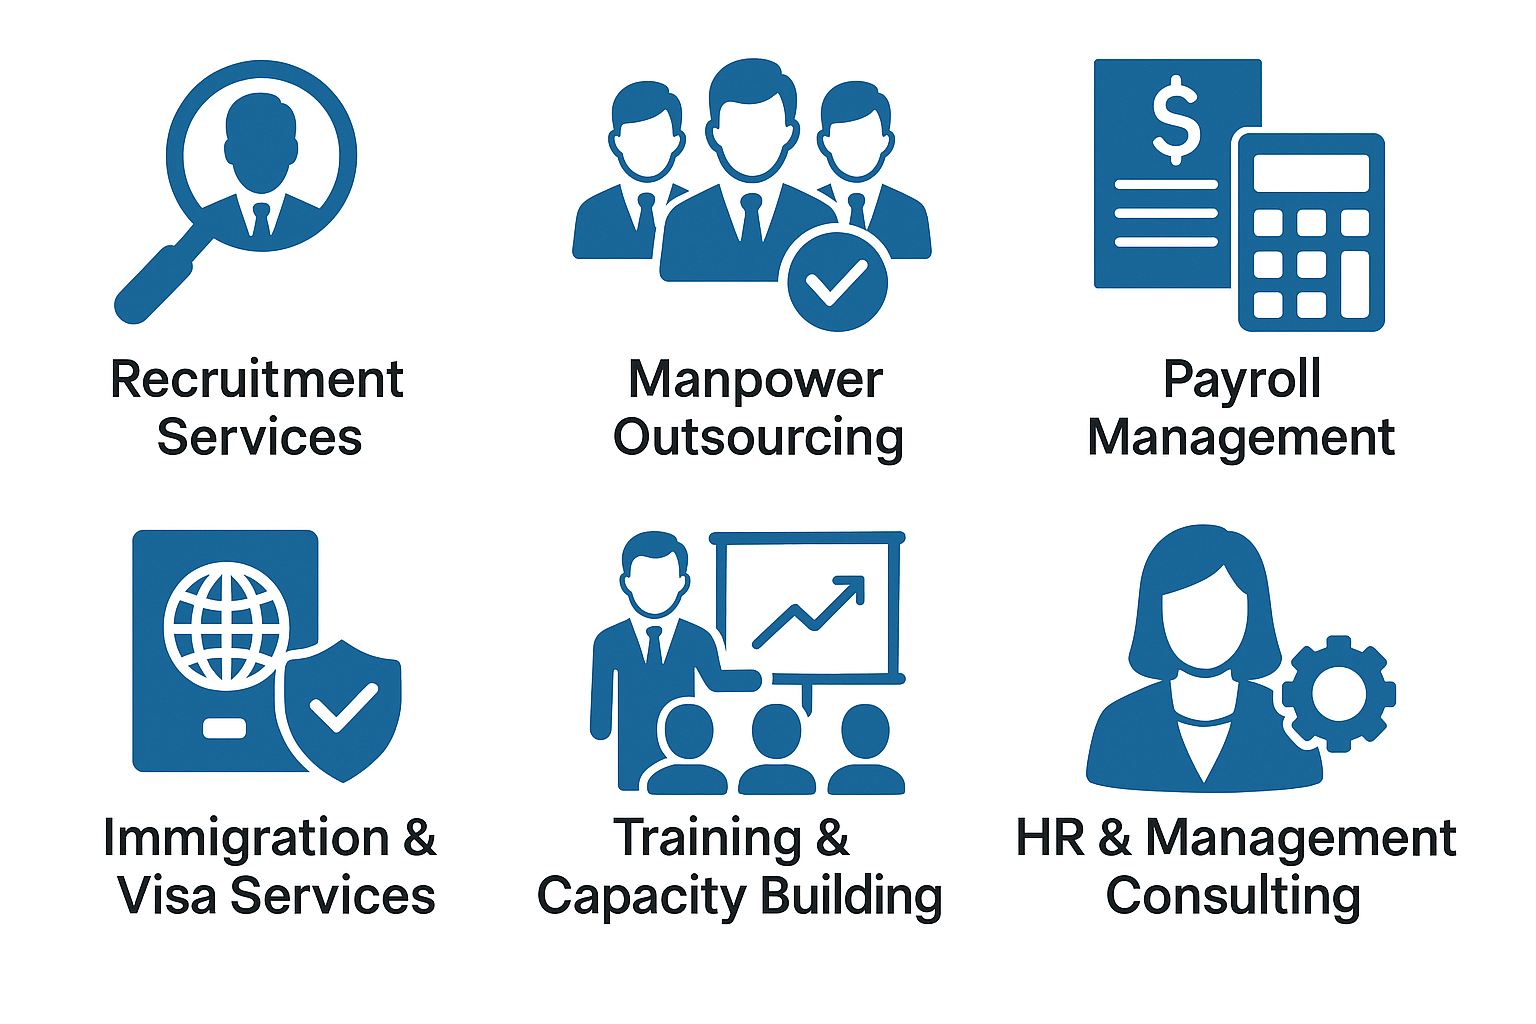 Recruitment
Services
Manpower
Outsourcing
$
Payroll
Management
Immigration &
Visa Services
Training &
Capacity Building
HR & Management
Consulting